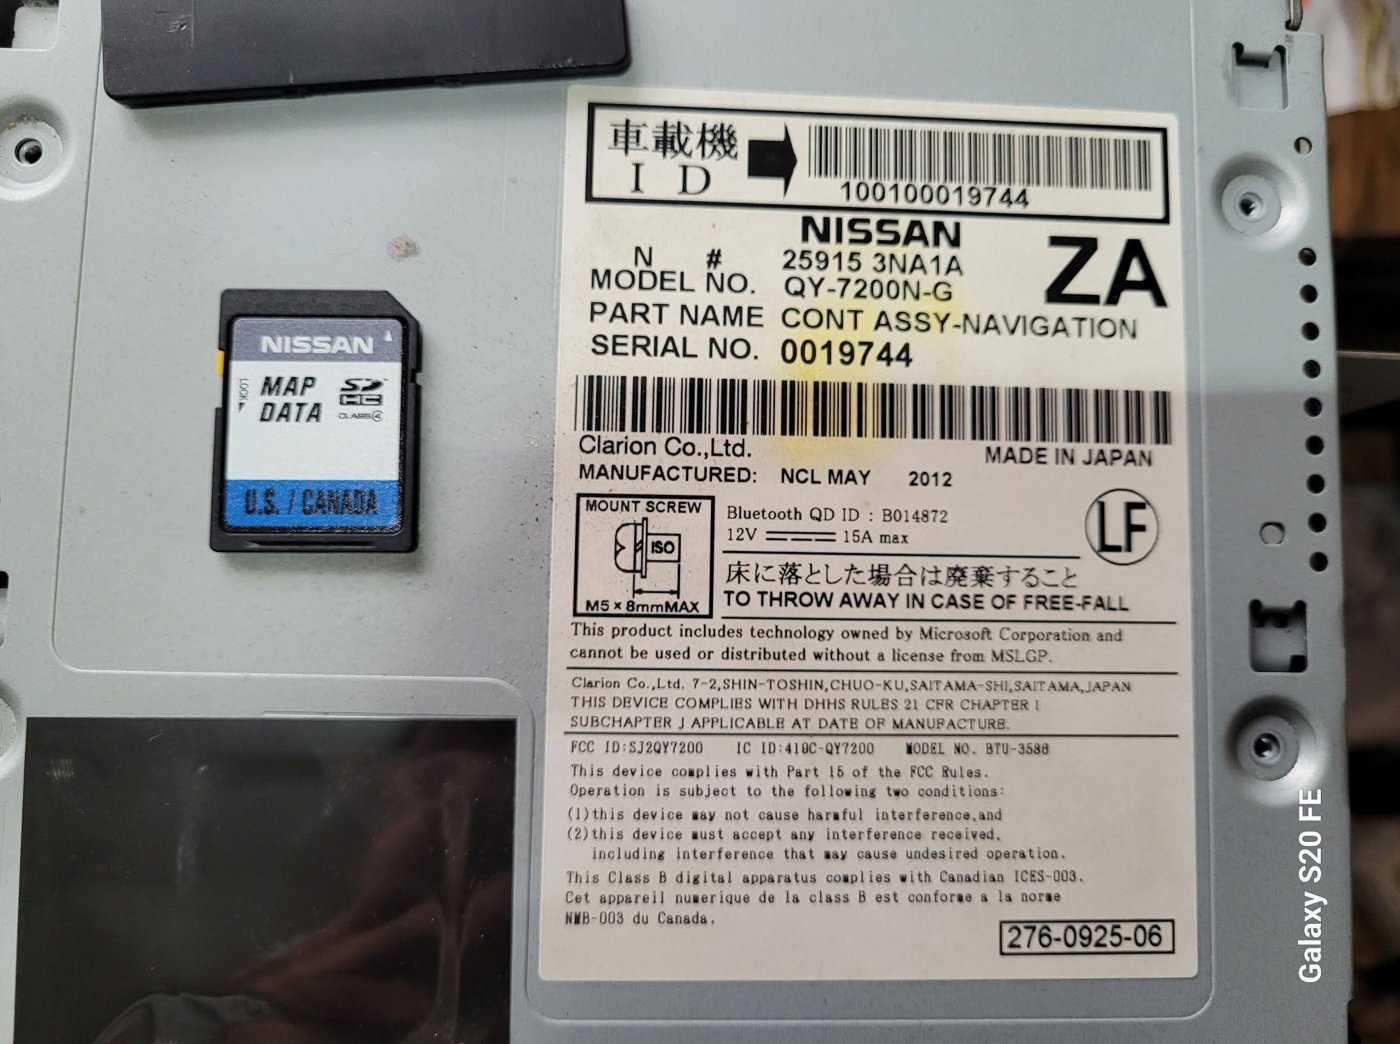 車載機
I D
100100019744
NISSAN
N # 25915 3NA1A
ZA
MODEL NO. QY-7200N-G
PART NAME CONT ASSY-NAVIGATION
SERIAL NO. 0019744
Clarion Co.,Ltd.
MADE IN JAPAN
MANUFACTURED: NCL MAY 2012
MOUNT SCREW
ISO
M5×8mmMAX
Bluetooth QD ID : B014872
12V 15A max
LF
床に落とした場合は廃棄すること
TO THROW AWAY IN CASE OF FREE-FALL
This product includes technology owned by Microsoft Corporation and
cannot be used or distributed without a license from MSLGP.
Clarion Co.,Ltd. 7-2,SHIN-TOSHIN,CHUO-KU,SAITAMA-SHI,SAITAMA,JAPAN
THIS DEVICE COMPLIES WITH DHHS RULES 21 CFR CHAPTER I
SUBCHAPTER J APPLICABLE AT DATE OF MANUFACTURE.
FCC ID:SJ2QY7200 IC ID:419C-QY7200 MODEL NO. BTU-3588
This device complies with Part 15 of the FCC Rules.
Operation is subject to the following two conditions:
(1)this device may not cause harmful interference,and
(2)this device must accept any interference received,
including interference that may cause undesired operation.
This Class B digital apparatus complies with Canadian ICES-003.
Cet appareil numerique de la class B est conforme a la norme
NMB-003 du Canada.
276-0925-06
NISSAN
LOCK
MAP
DATA
SD
HC
CLASS 4
U.S. / CANADA
Galaxy S20 FE